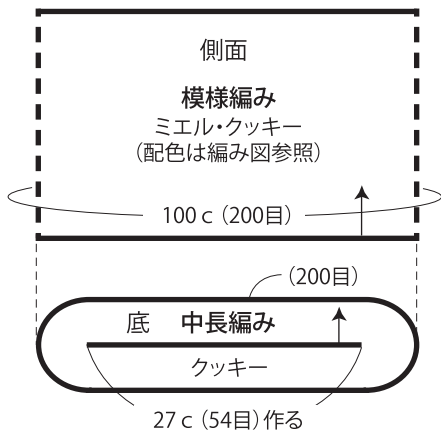 側面
模様編み
ミエル・クッキー
(配色は編み図参照)
100 c (200目)
(200目)
底 中長編み
クッキー
27 c (54目)作る